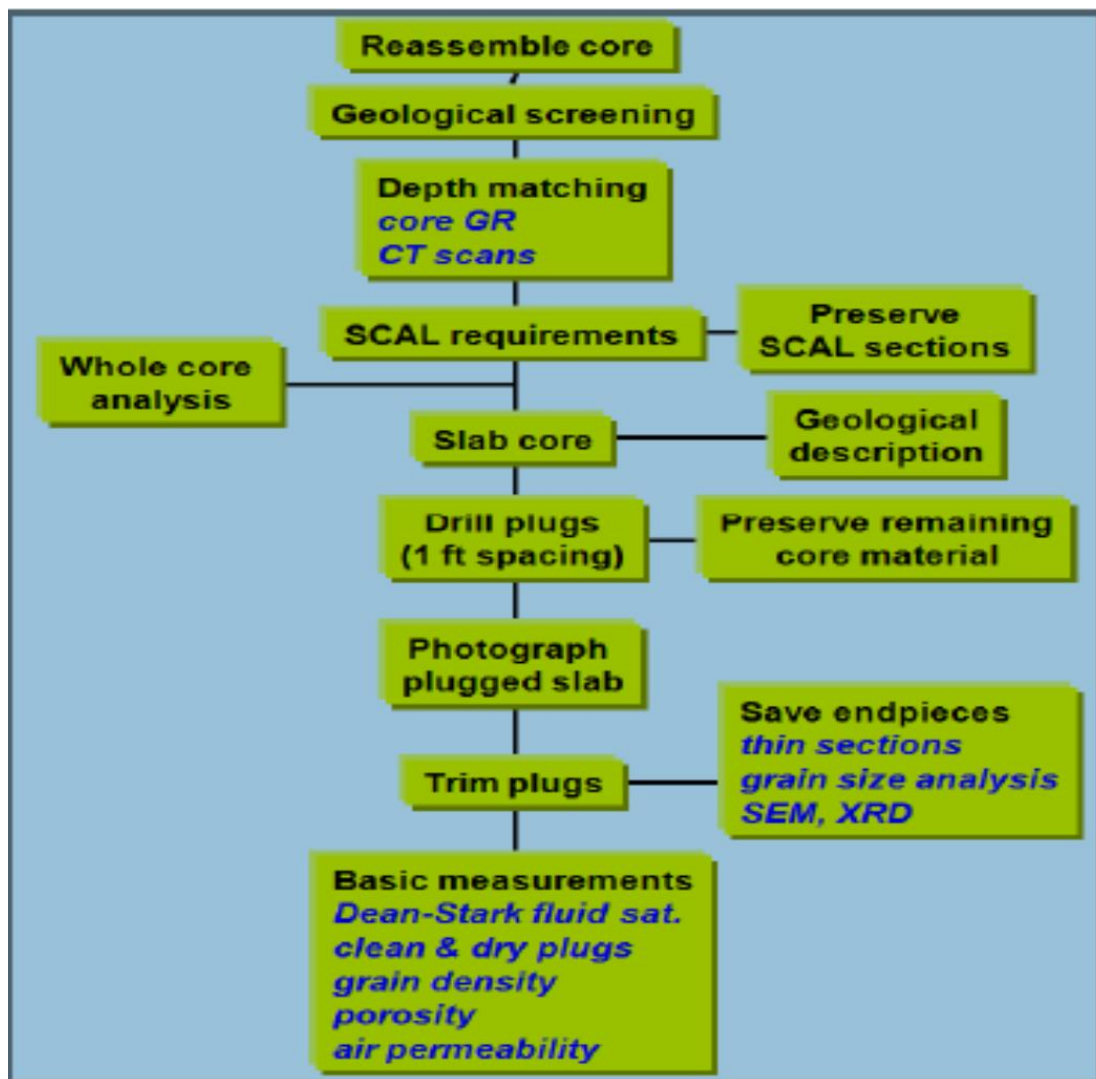 Reassemble core
Geological screening
Depth matching
core GR
CT scans
SCAL requirements
Preserve
SCAL sections
Whole core
analysis
Slab core
Geological
description
Drill plugs
(1 ft spacing)
Preserve remaining
core material
Photograph
plugged slab
Trim plugs
Save endpieces
thin sections
grain size analysis
SEM, XRD
Basic measurements
Dean-Stark fluid sat.
clean & dry plugs
grain density
porosity
air permeability